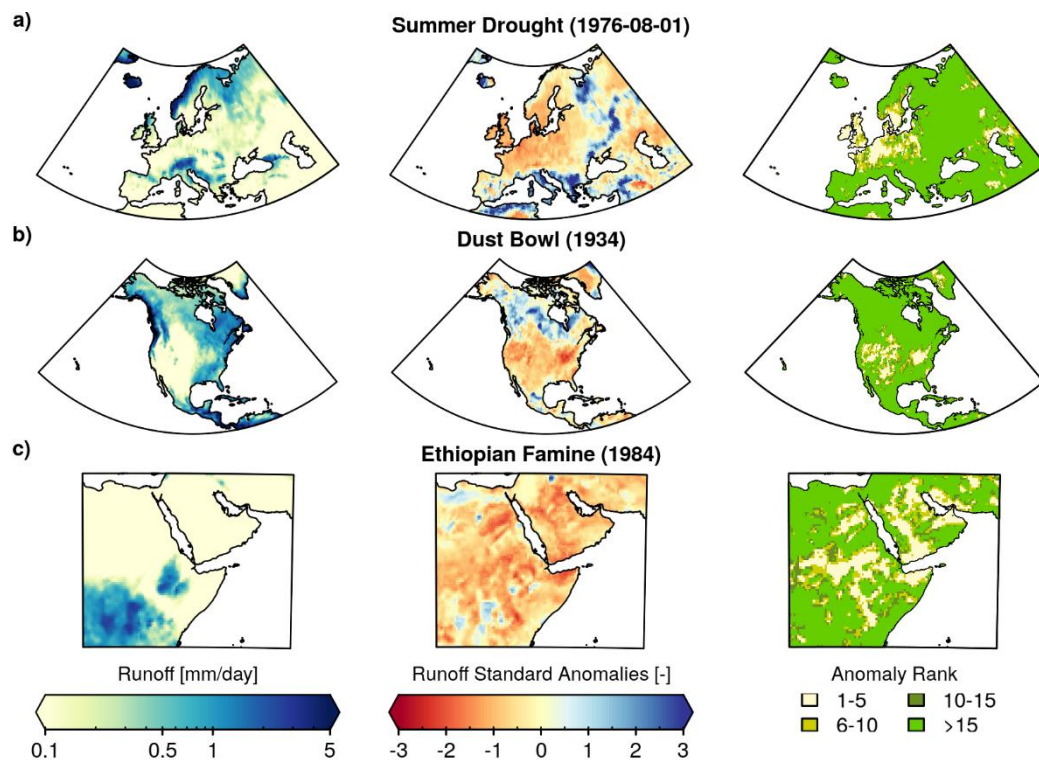 a)
Summer Drought (1976-08-01)
b)
Dust Bowl (1934)
c)
Ethiopian Famine (1984)
Runoff [mm/day]
0.1 0.5 1 5
Runoff Standard Anomalies [-]
-3 -2 -1 0 1 2 3
Anomaly Rank
1-5 10-15
6-10 >15